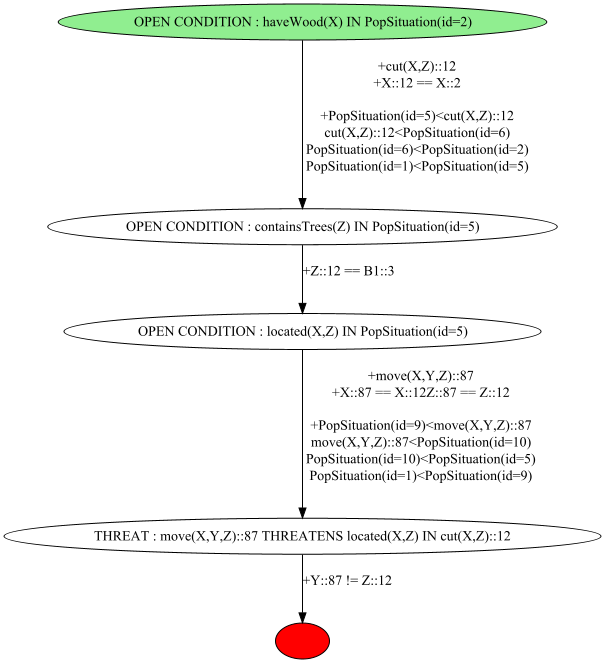 OPEN CONDITION : haveWood(X) IN PopSituation(id=2)
+cut(X,Z)::12
+X::12 == X::2
+PopSituation(id=5)<cut(X,Z)::12
cut(X,Z)::12<PopSituation(id=6)
PopSituation(id=6)<PopSituation(id=2)
PopSituation(id=1)<PopSituation(id=5)
OPEN CONDITION : containsTrees(Z) IN PopSituation(id=5)
+Z::12 == B1::3
OPEN CONDITION : located(X,Z) IN PopSituation(id=5)
+move(X,Y,Z)::87
+X::87 == X::12Z::87 == Z::12
+PopSituation(id=9)<move(X,Y,Z)::87
move(X,Y,Z)::87<PopSituation(id=10)
PopSituation(id=10)<PopSituation(id=5)
PopSituation(id=1)<PopSituation(id=9)
THREAT : move(X,Y,Z)::87 THREATENS located(X,Z) IN cut(X,Z)::12
+Y::87 != Z::12